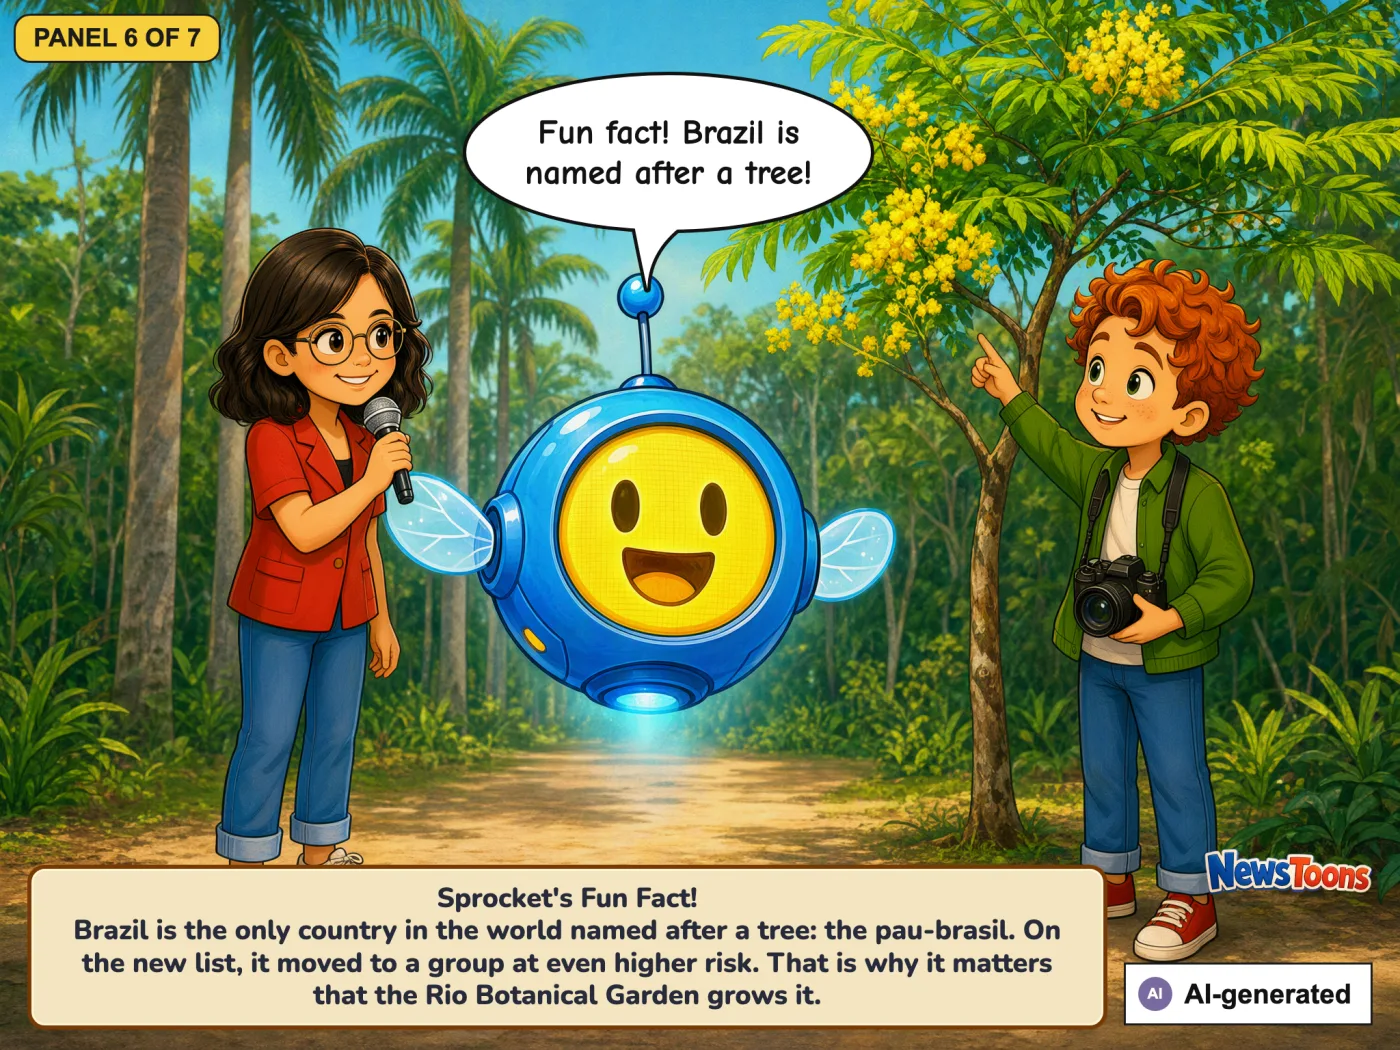 PANEL 6 OF 7
Fun fact! Brazil is
named after a tree!
Sprocket's Fun Fact!
Brazil is the only country in the world named after a tree: the pau-brasil. On
the new list, it moved to a group at even higher risk. That is why it matters
that the Rio Botanical Garden grows it.
NewsToons
AI AI-generated